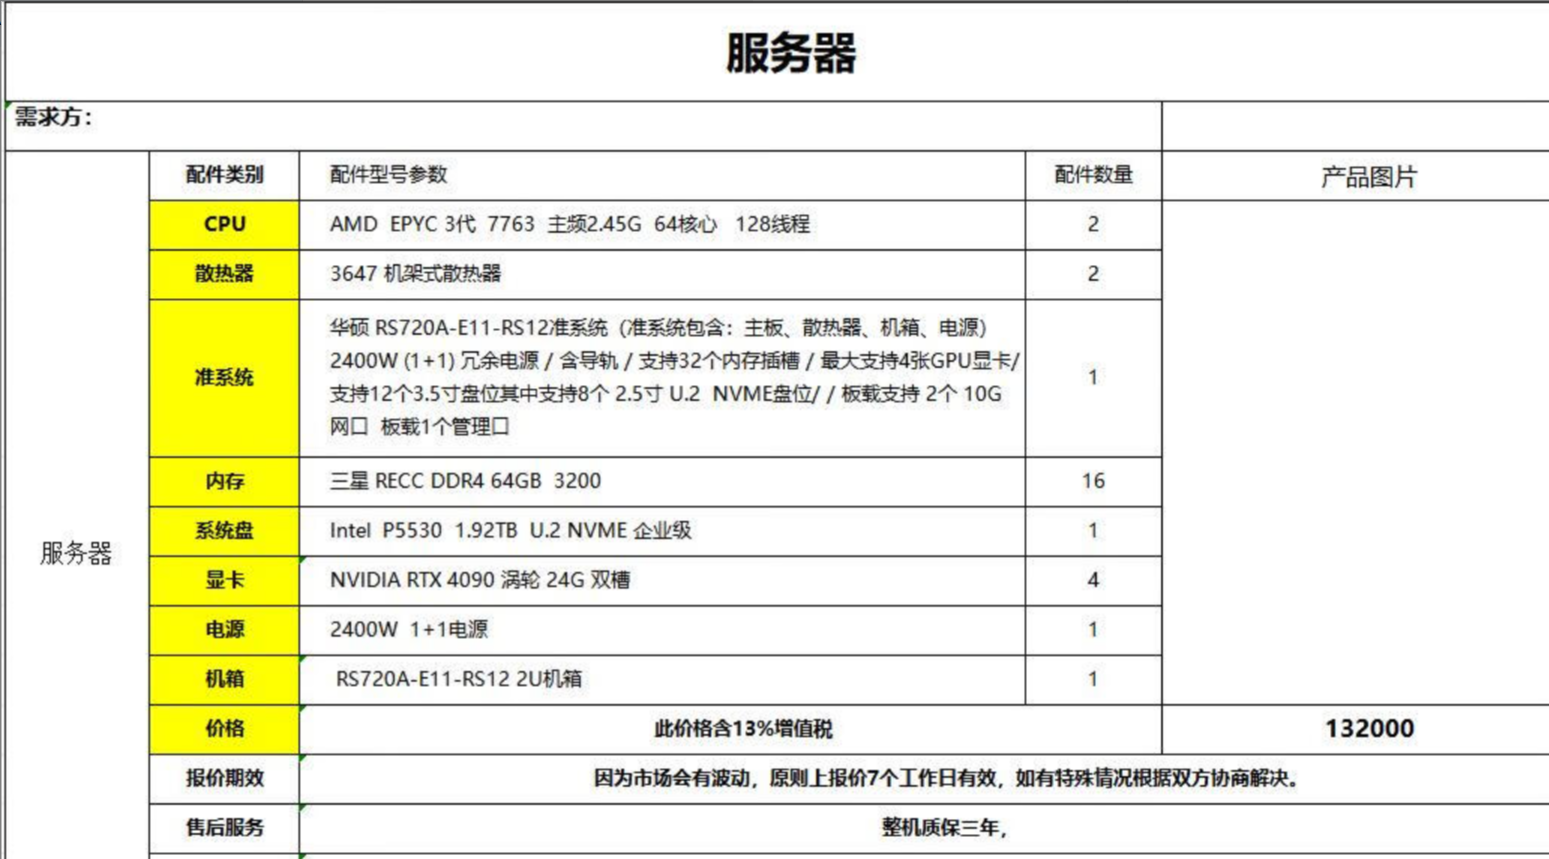 服务器
需求方：
配件类别 配件型号参数 配件数量 产品图片
CPU AMD EPYC 3代 7763 主频2.45G 64核心 128线程 2
散热器 3647 机架式散热器 2
华硕 RS720A-E11-RS12准系统（准系统包含：主板、散热器、机箱、电源）
2400W (1+1) 冗余电源 / 含导轨 / 支持32个内存插槽 / 最大支持4张GPU显卡/
准系统 1
支持12个3.5寸盘位其中支持8个 2.5寸 U.2 NVME盘位/ / 板载支持 2个 10G
网口 板载1个管理口
内存 三星 RECC DDR4 64GB 3200 16
系统盘 Intel P5530 1.92TB U.2 NVME 企业级 1
服务器
显卡 NVIDIA RTX 4090 涡轮 24G 双槽 4
电源 2400W 1+1电源 1
机箱 RS720A-E11-RS12 2U机箱 1
价格 此价格含13%增值税 132000
报价期效 因为市场会有波动，原则上报价7个工作日有效，如有特殊情况根据双方协商解决。
售后服务 整机质保三年，